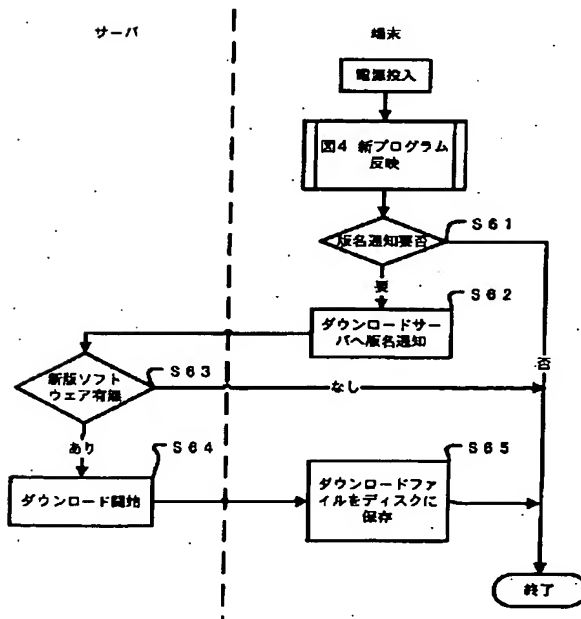 サーバ
端末
電源投入
図4 新プログラム
反映
版名通知要否
S61
要
否
ダウンロードサー
バへ版名通知
S62
新版ソフト
ウェア有無
S63
なし
あり
ダウンロード開始
S64
ダウンロードファ
イルをディスクに
保存
S65
終了